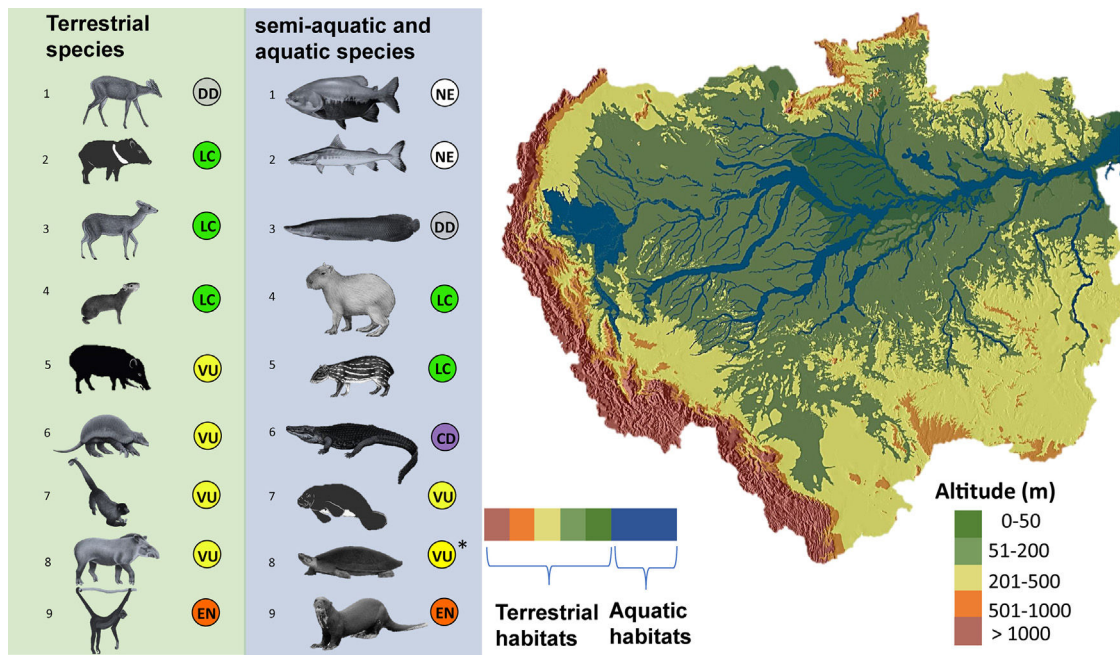 Terrestrial
species
1 DD
2 LC
3 LC
4 LC
5 VU
6 VU
7 VU
8 VU
9 EN
semi-aquatic and
aquatic species
1 NE
2 NE
3 DD
4 LC
5 LC
6 CD
7 VU
8 VU *
9 EN
Terrestrial
habitats
Aquatic
habitats
Altitude (m)
0-50
51-200
201-500
501-1000
> 1000